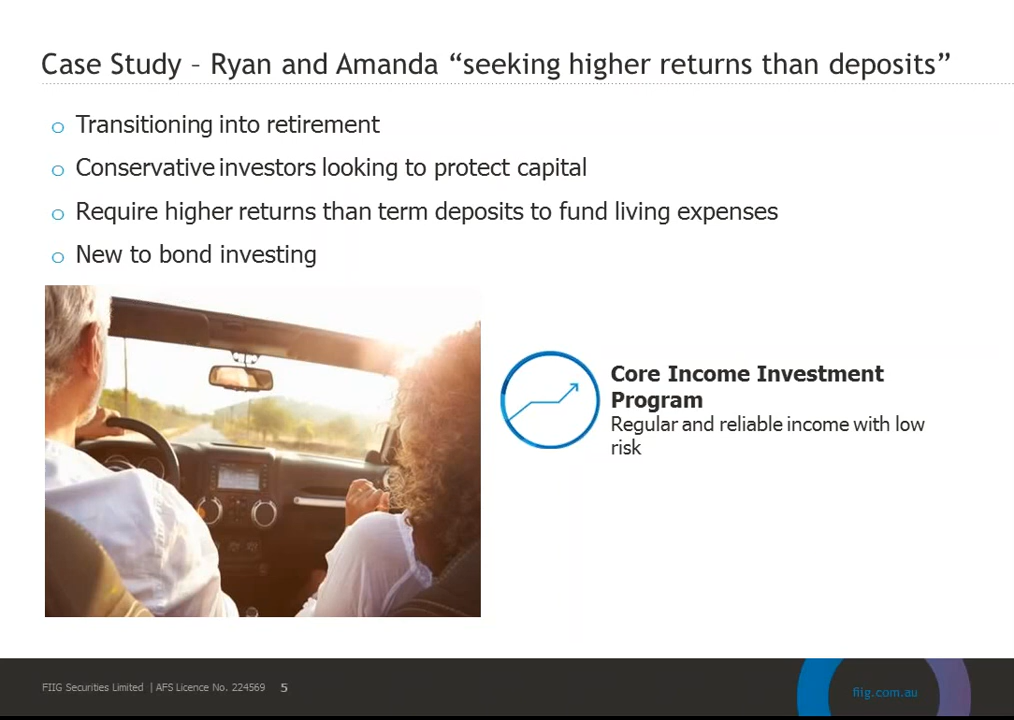 Case Study – Ryan and Amanda “seeking higher returns than deposits”
o Transitioning into retirement
o Conservative investors looking to protect capital
o Require higher returns than term deposits to fund living expenses
o New to bond investing
Core Income Investment
Program
Regular and reliable income with low
risk
FIIG Securities Limited | AFS Licence No. 224569 5
fiig.com.au